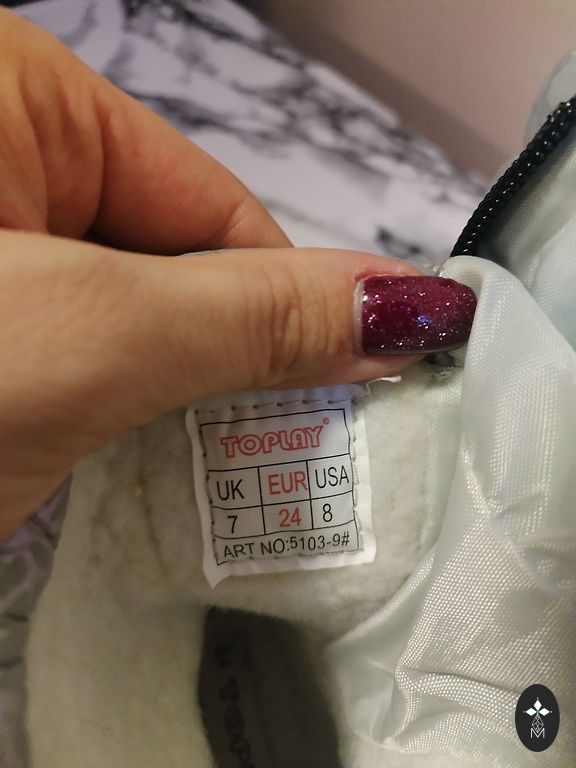 TOPLAY®
UK EUR USA
7 24 8
ART NO:5103-9#
M